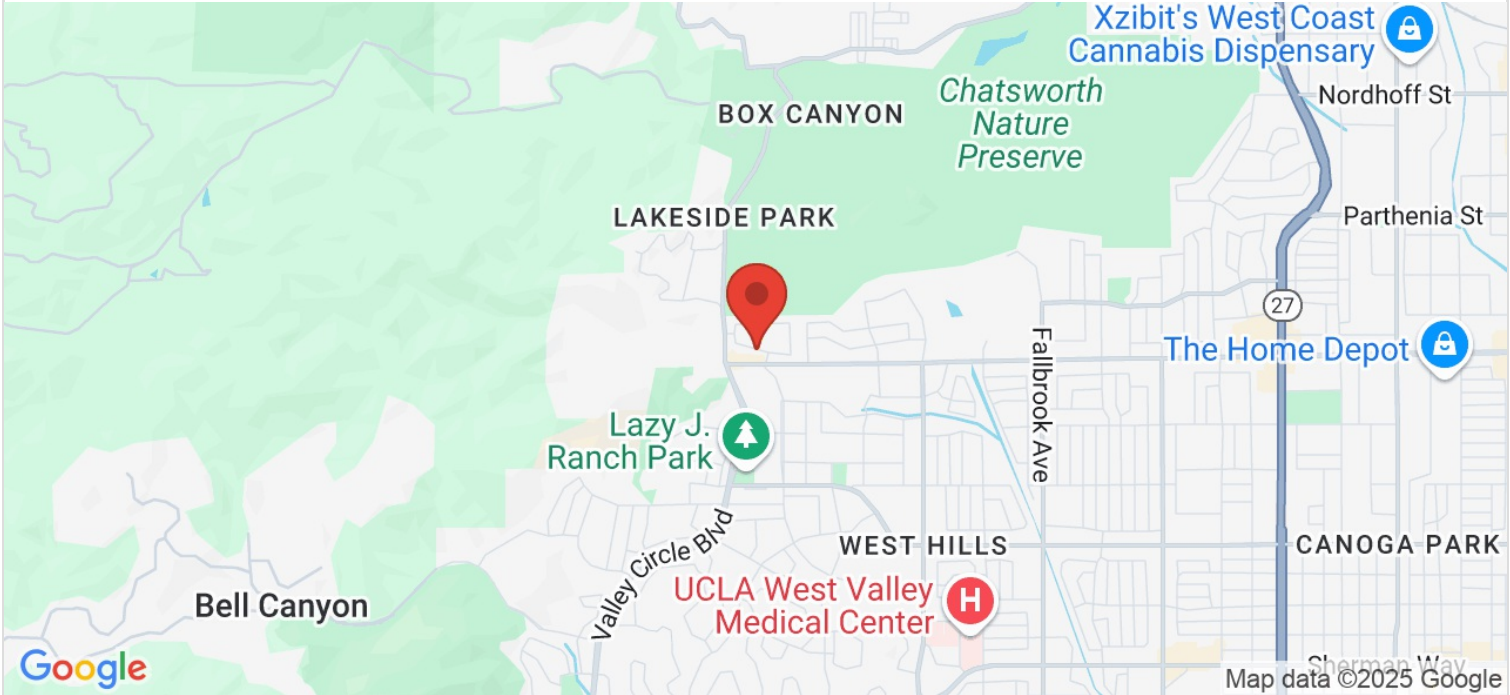 Xzibit's West Coast
Cannabis Dispensary
Nordhoff St
BOX CANYON
Chatsworth
Nature
Preserve
LAKESIDE PARK
Parthenia St
27
Fallbrook Ave
The Home Depot
Lazy J.
Ranch Park
Valley Circle Blvd
WEST HILLS
CANOGA PARK
UCLA West Valley
Medical Center
H
Bell Canyon
Sherman Way
Google
Map data ©2025 Google